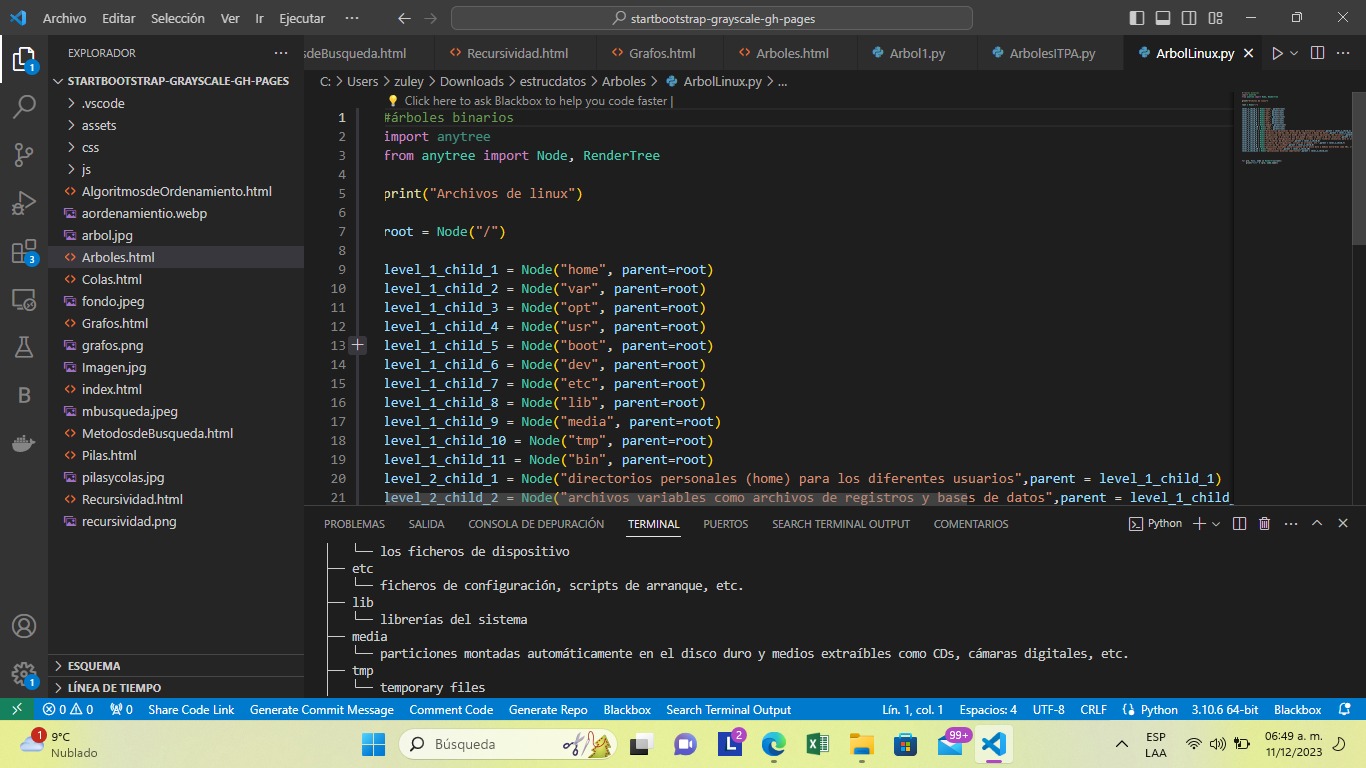 Archivo Editar Selección Ver Ir Ejecutar ··· startbootstrap-grayscale-gh-pages
EXPLORADOR ···
sdeBusqueda.html Recursividad.html Grafos.html Arboles.html Arbol1.py ArbolesITPA.py ArbolLinux.py
C: > Users > zuley > Downloads > estrucdatos > Arboles > ArbolLinux.py > ...
STARTBOOTSTRAP-GRAYSCALE-GH-PAGES
.vscode
assets
css
js
AlgoritmosdeOrdenamiento.html
aordenamientio.webp
arbol.jpg
Arboles.html
Colas.html
fondo.jpeg
Grafos.html
grafos.png
Imagen.jpg
index.html
mbusqueda.jpeg
MetodosdeBusqueda.html
Pilas.html
pilasycolas.jpg
Recursividad.html
recursividad.png
ESQUEMA
LÍNEA DE TIEMPO
1
3
B
1
Click here to ask Blackbox to help you code faster |
1 #árboles binarios
2 import anytree
3 from anytree import Node, RenderTree
4
5 print("Archivos de linux")
6
7 root = Node("/")
8
9 level_1_child_1 = Node("home", parent=root)
10 level_1_child_2 = Node("var", parent=root)
11 level_1_child_3 = Node("opt", parent=root)
12 level_1_child_4 = Node("usr", parent=root)
13 level_1_child_5 = Node("boot", parent=root)
14 level_1_child_6 = Node("dev", parent=root)
15 level_1_child_7 = Node("etc", parent=root)
16 level_1_child_8 = Node("lib", parent=root)
17 level_1_child_9 = Node("media", parent=root)
18 level_1_child_10 = Node("tmp", parent=root)
19 level_1_child_11 = Node("bin", parent=root)
20 level_2_child_1 = Node("directorios personales (home) para los diferentes usuarios",parent = level_1_child_1)
21 level_2_child_2 = Node("archivos variables como archivos de registros y bases de datos",parent = level_1_child_
PROBLEMAS SALIDA CONSOLA DE DEPURACIÓN TERMINAL PUERTOS SEARCH TERMINAL OUTPUT COMENTARIOS Python
└── los ficheros de dispositivo
├── etc
└── ficheros de configuración, scripts de arranque, etc.
├── lib
└── librerías del sistema
├── media
└── particiones montadas automáticamente en el disco duro y medios extraíbles como CDs, cámaras digitales, etc.
├── tmp
└── temporary files
0 0 0 Share Code Link Generate Commit Message Comment Code Generate Repo Blackbox Search Terminal Output Lín. 1, col. 1 Espacios: 4 UTF-8 CRLF Python 3.10.6 64-bit Blackbox
1 9°C
Nublado
Búsqueda
L 2
99+
ESP
LAA
06:49 a. m.
11/12/2023